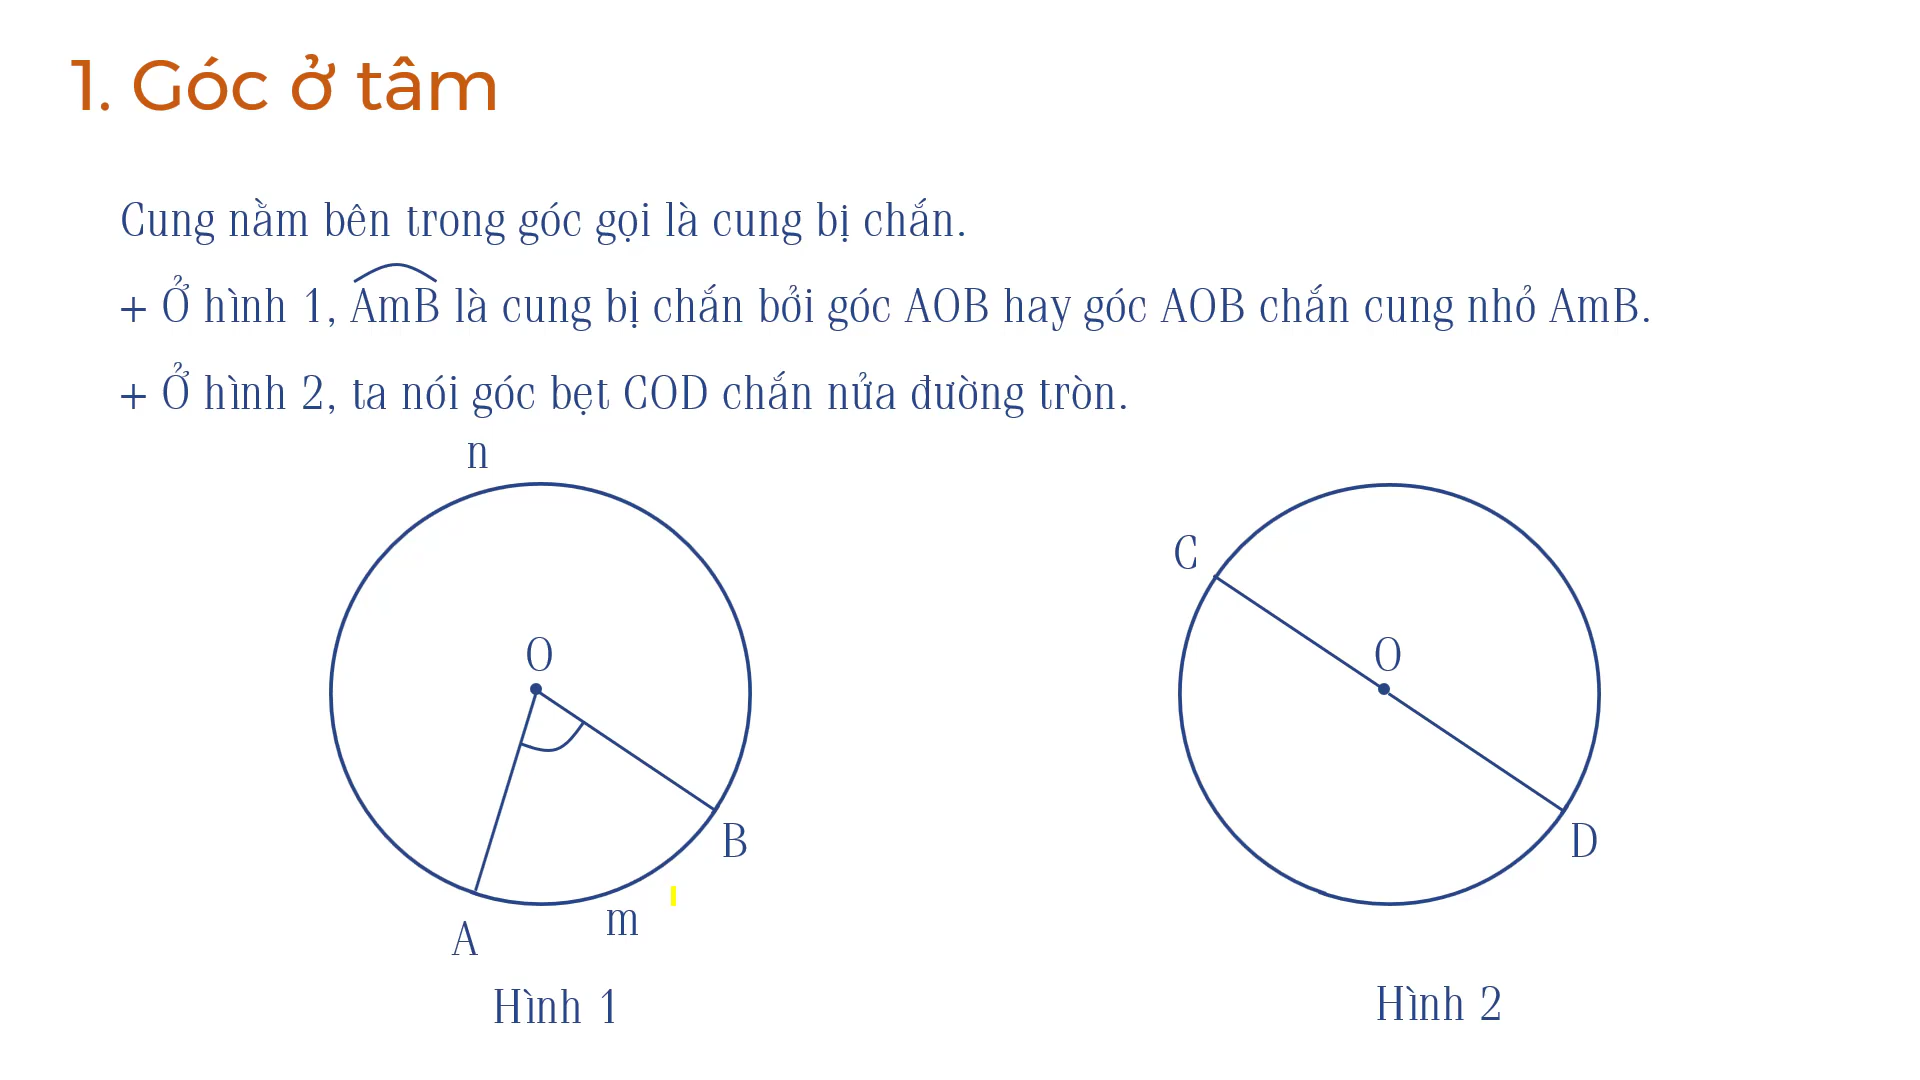 1. Góc ở tâm
Cung nằm bên trong góc gọi là cung bị chắn.
+ Ở hình 1, AmB là cung bị chắn bởi góc AOB hay góc AOB chắn cung nhỏ AmB.
+ Ở hình 2, ta nói góc bẹt COD chắn nửa đường tròn.
n
O
B
m
A
Hình 1
C
O
D
Hình 2